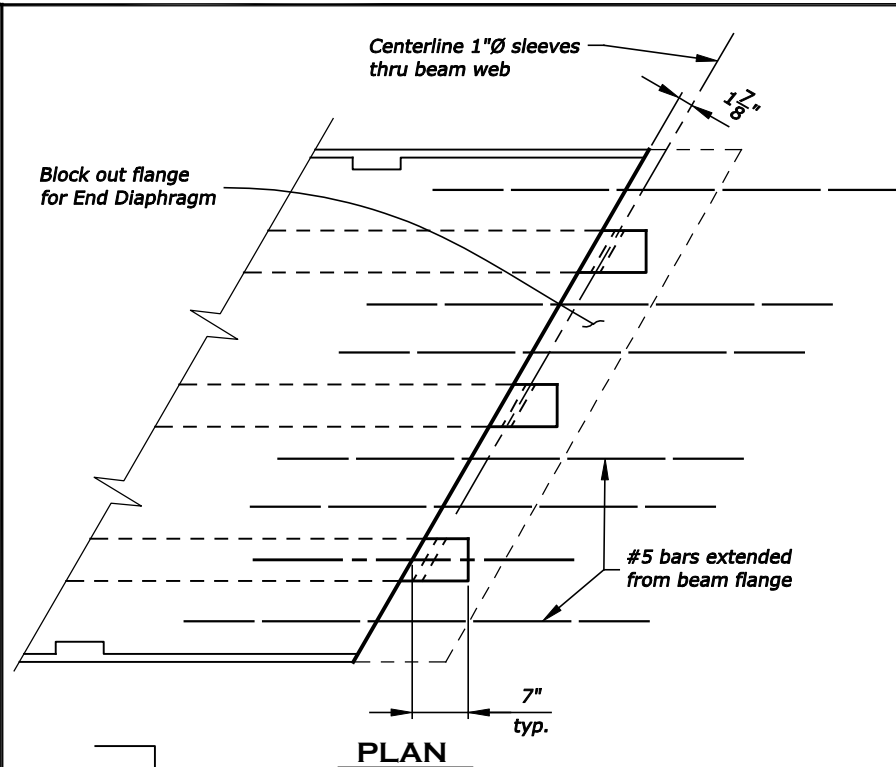 Centerline 1"Ø sleeves
thru beam web
1 7/8"
Block out flange
for End Diaphragm
#5 bars extended
from beam flange
7"
typ.
PLAN